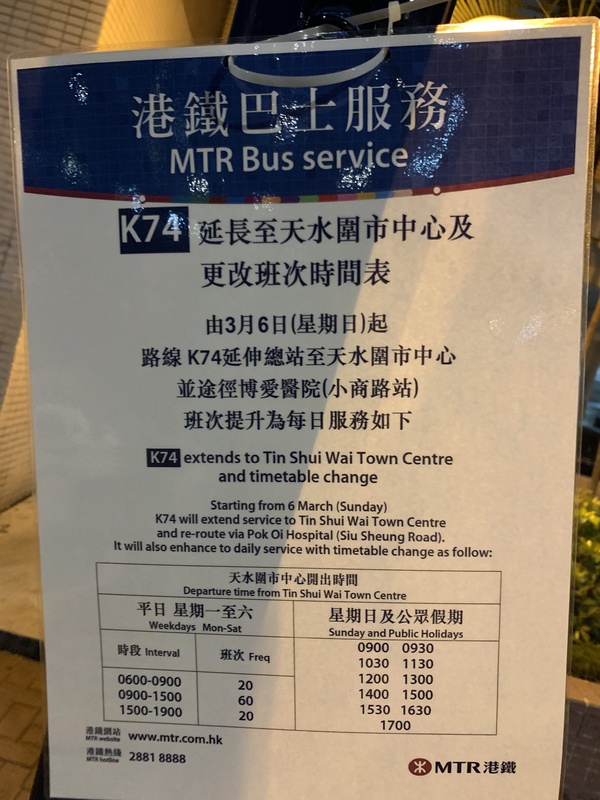 港鐵巴士服務
MTR Bus service
K74 延長至天水圍市中心及
更改班次時間表
由3月6日(星期日)起
路線 K74延伸總站至天水圍市中心
並途徑博愛醫院(小商路站)
班次提升為每日服務如下
K74 extends to Tin Shui Wai Town Centre
and timetable change
Starting from 6 March (Sunday)
K74 will extend service to Tin Shui Wai Town Centre
and re-route via Pok Oi Hospital (Siu Sheung Road).
It will also enhance to daily service with timetable change as follow:
天水圍市中心開出時間
Departure time from Tin Shui Wai Town Centre
平日 星期一至六
Weekdays Mon-Sat
星期日及公眾假期
Sunday and Public Holidays
時段 Interval
班次 Freq
0600-0900 20
0900-1500 60
1500-1900 20
0900 0930
1030 1130
1200 1300
1400 1500
1530 1630
1700
港鐵網站
MTR website
www.mtr.com.hk
港鐵熱綫
MTR hotline
2881 8888
MTR 港鐵